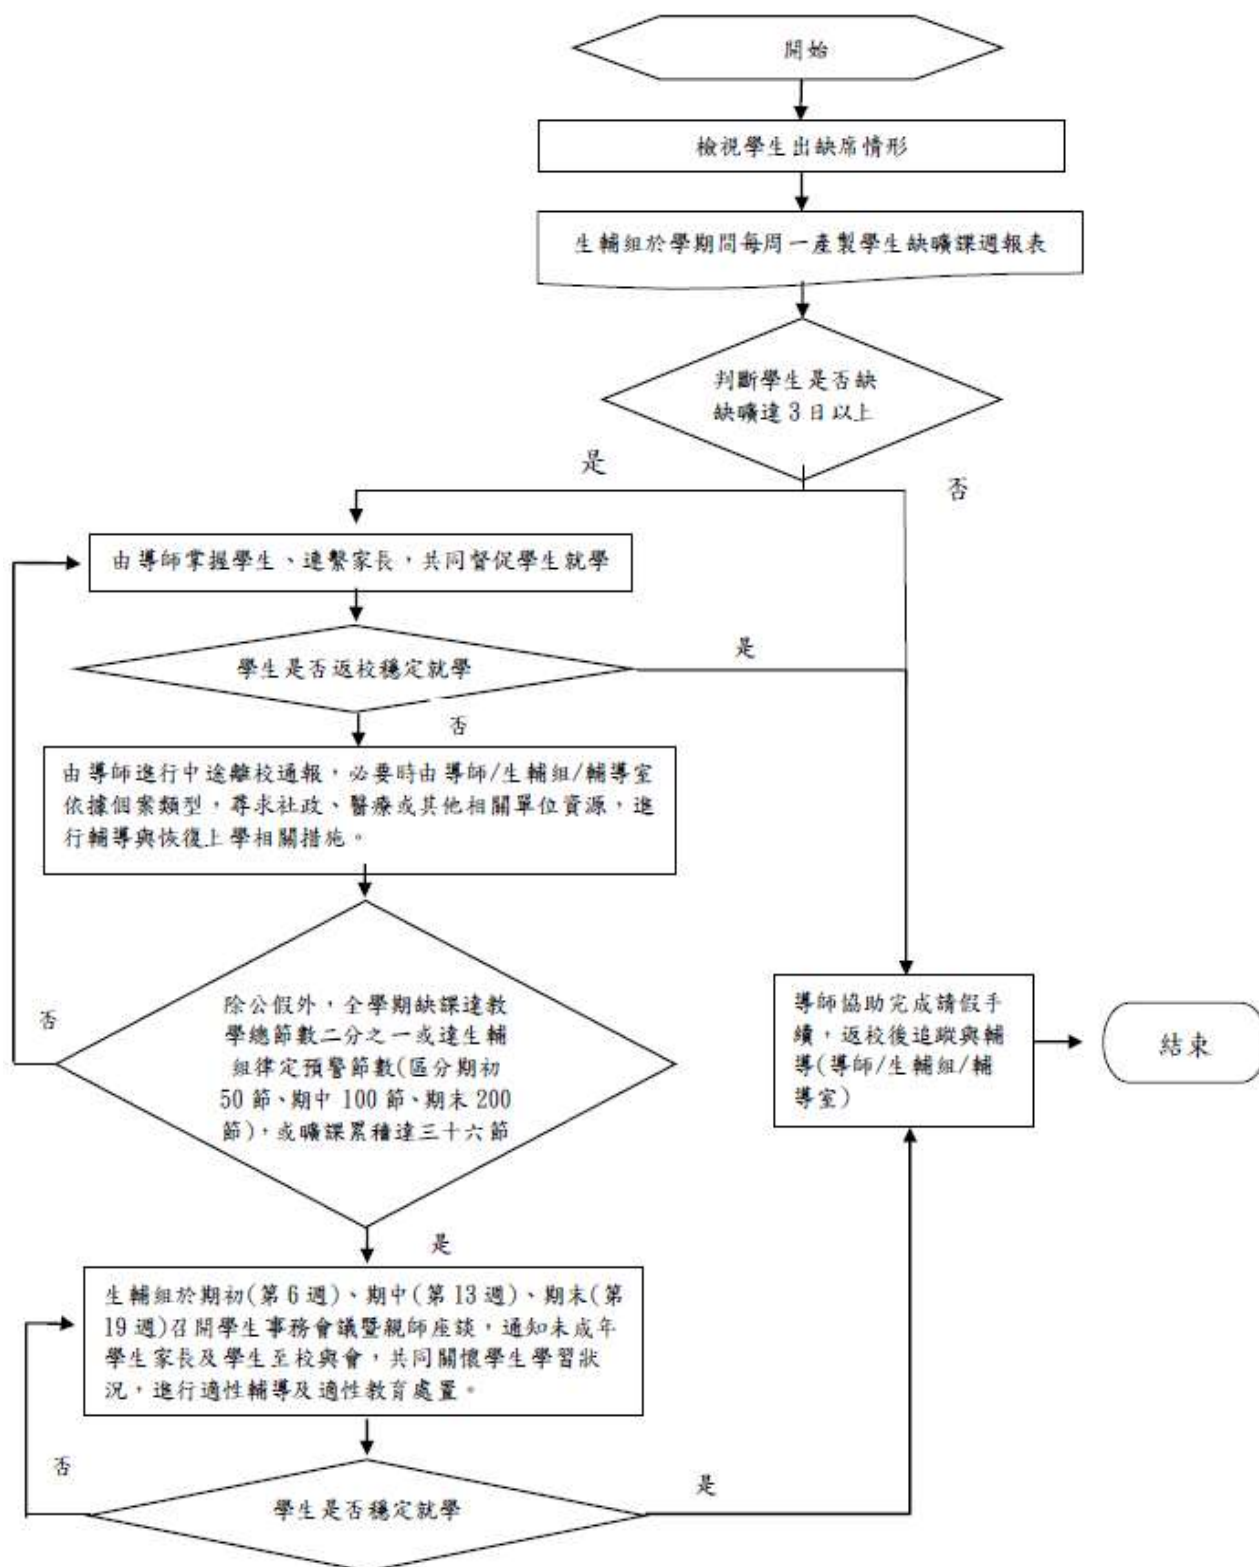 開始
檢視學生出缺席情形
生輔組於學期間每周一產製學生缺曠課週報表
判斷學生是否缺
缺曠達 3 日以上
是
否
由導師掌握學生、連繫家長，共同督促學生就學
學生是否返校穩定就學
是
否
由導師進行中途離校通報，必要時由導師/生輔組/輔導室
依據個案類型，尋求社政、醫療或其他相關單位資源，進
行輔導與恢復上學相關措施。
除公假外，全學期缺課達教
學總節數二分之一或達生輔
組律定預警節數(區分期初
50 節、期中 100 節、期末 200
節)，或曠課累積達三十六節
否
是
導師協助完成請假手
續，返校後追蹤與輔
導(導師/生輔組/輔
導室)
結束
生輔組於期初(第 6 週)、期中(第 13 週)、期末(第
19 週)召開學生事務會議暨親師座談，通知未成年
學生家長及學生至校與會，共同關懷學生學習狀
況，進行適性輔導及適性教育處置。
否
學生是否穩定就學
是